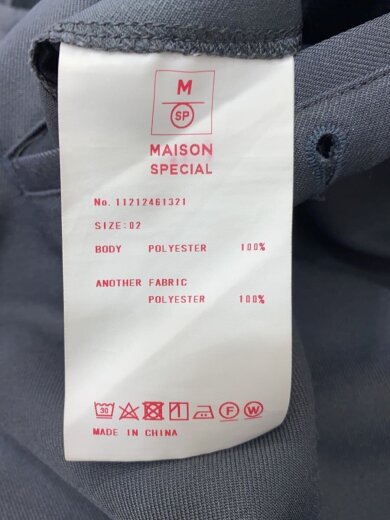 M
SP
MAISON
SPECIAL
No. 11212461321
SIZE:02
BODY POLYESTER 100%
ANOTHER FABRIC
POLYESTER 100%
30 F W
MADE IN CHINA